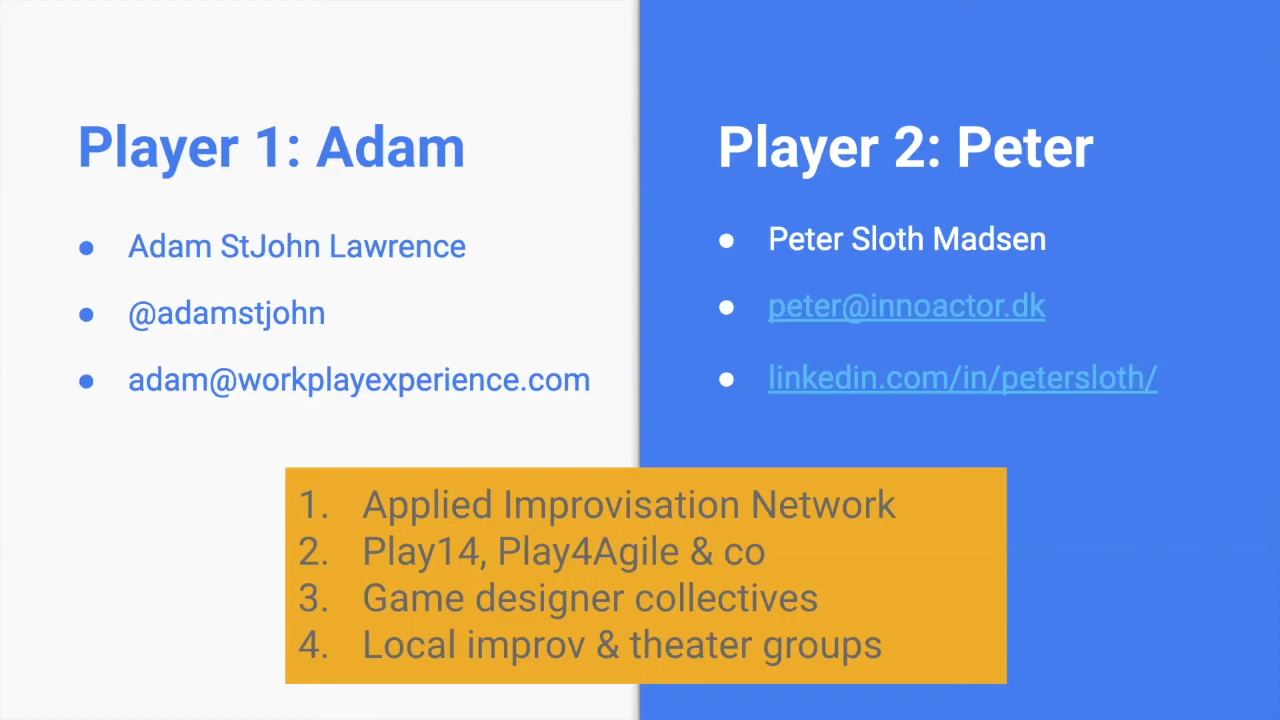 Player 1: Adam
● Adam StJohn Lawrence
● @adamstjohn
● adam@workplayexperience.com
Player 2: Peter
● Peter Sloth Madsen
● peter@innoactor.dk
● linkedin.com/in/petersloth/
1. Applied Improvisation Network
2. Play14, Play4Agile & co
3. Game designer collectives
4. Local improv & theater groups